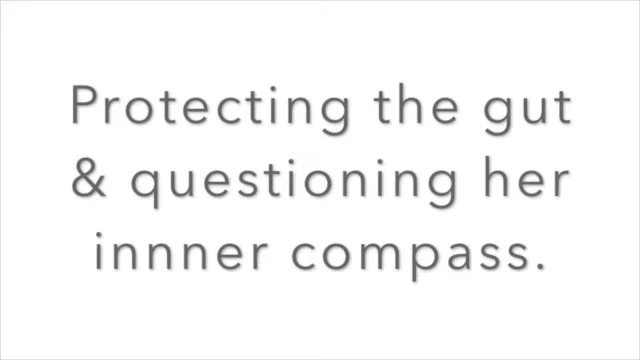 Protecting the gut
& questioning her
innner compass.